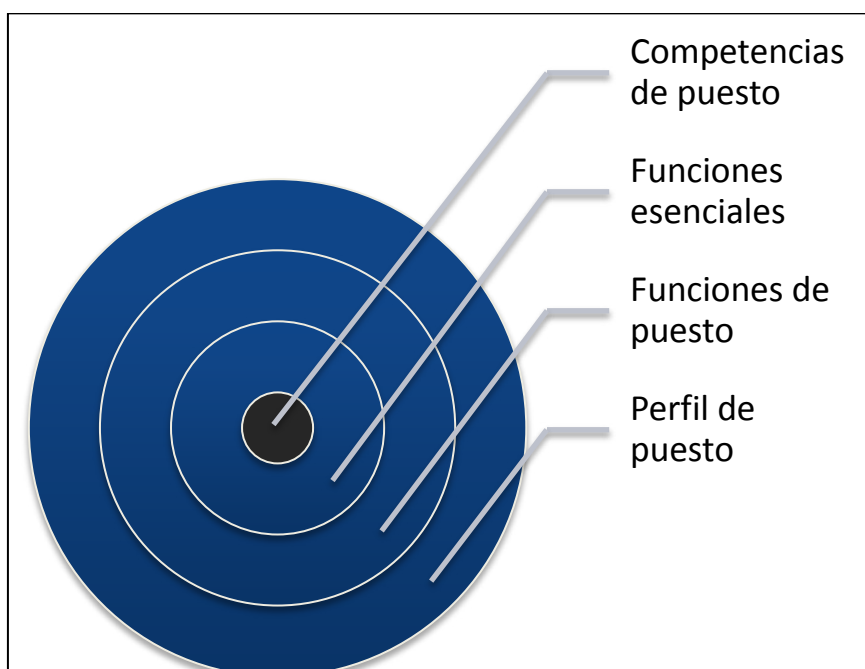 Competencias
de puesto
Funciones
esenciales
Funciones de
puesto
Perfil de
puesto